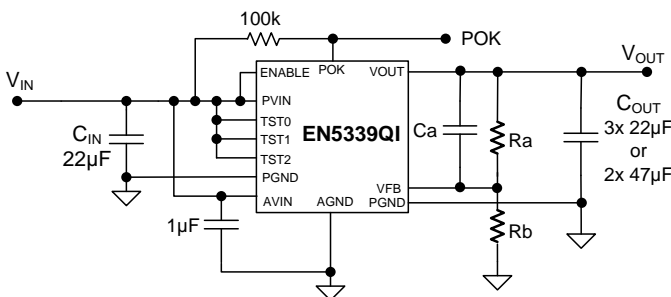 100k
POK
V_IN
V_OUT
ENABLE
POK
VOUT
PVIN
TST0
TST1
TST2
EN5339QI
PGND
AVIN
AGND
VFB
PGND
C_IN
22µF
1µF
Ca
Ra
Rb
C_OUT
3x 22µF
or
2x 47µF